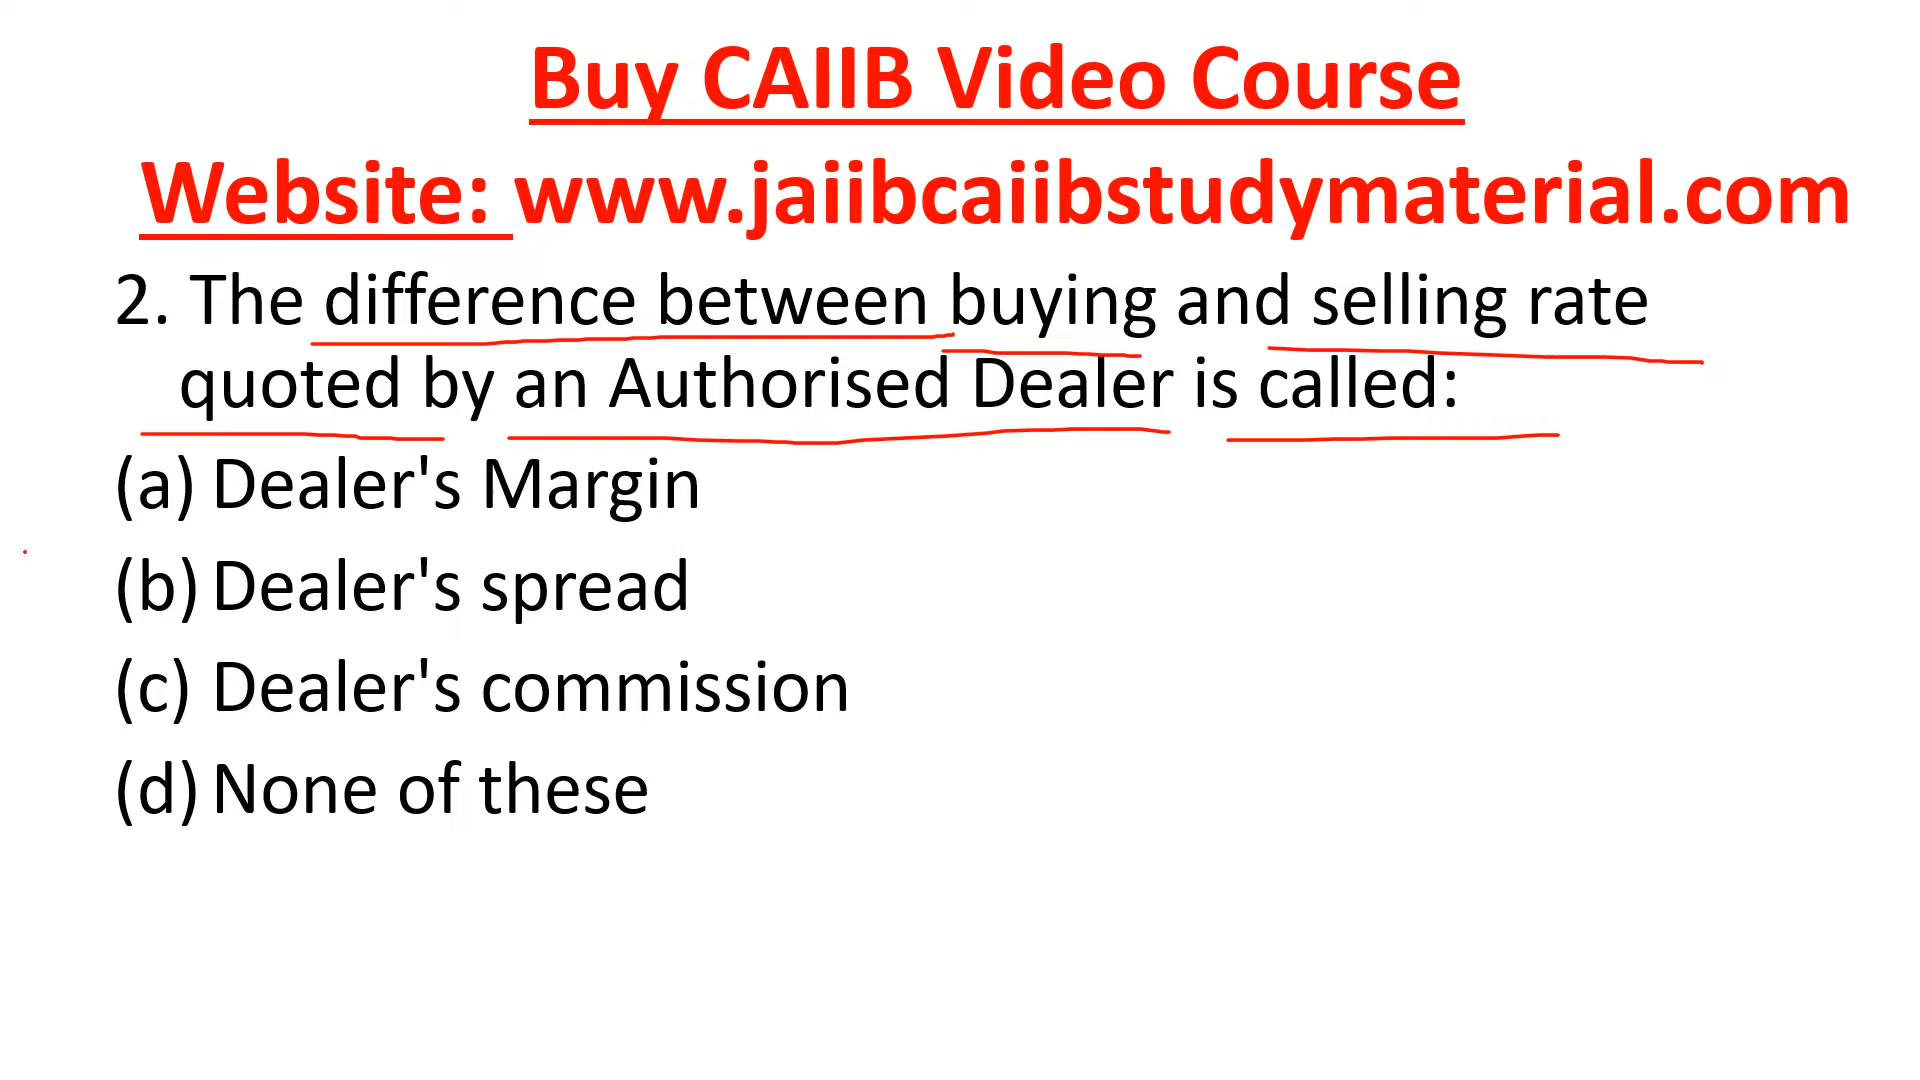 Buy CAIIB Video Course
Website: www.jaiibcaiibstudymaterial.com
2. The difference between buying and selling rate
quoted by an Authorised Dealer is called:
(a) Dealer's Margin
(b) Dealer's spread
(c) Dealer's commission
(d) None of these